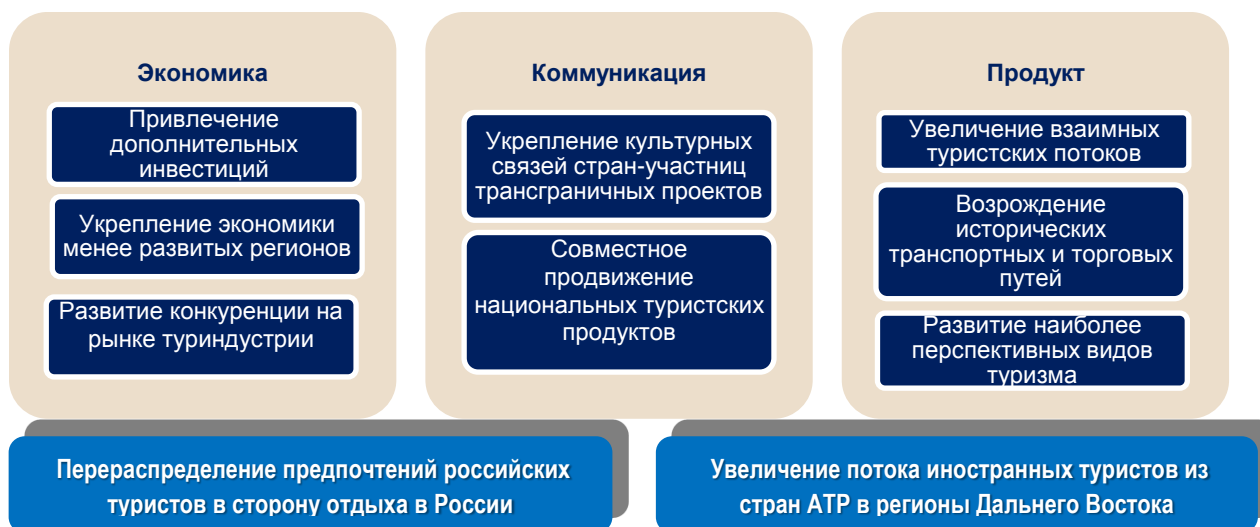 Экономика
Привлечение
дополнительных
инвестиций
Укрепление экономики
менее развитых регионов
Развитие конкуренции на
рынке туриндустрии
Коммуникация
Укрепление культурных
связей стран-участниц
трансграничных проектов
Совместное
продвижение
национальных туристских
продуктов
Продукт
Увеличение взаимных
туристских потоков
Возрождение
исторических
транспортных и торговых
путей
Развитие наиболее
перспективных видов
туризма
Перераспределение предпочтений российских
туристов в сторону отдыха в России
Увеличение потока иностранных туристов из
стран АТР в регионы Дальнего Востока